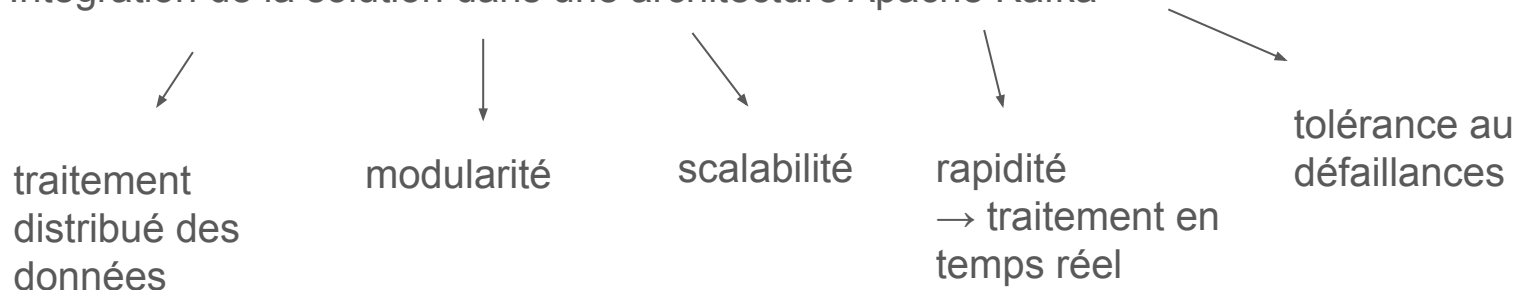 Intégration de la solution dans une architecture Apache Kafka
traitement
distribué des
données
modularité
scalabilité
rapidité
→ traitement en
temps réel
tolérance au
défaillances